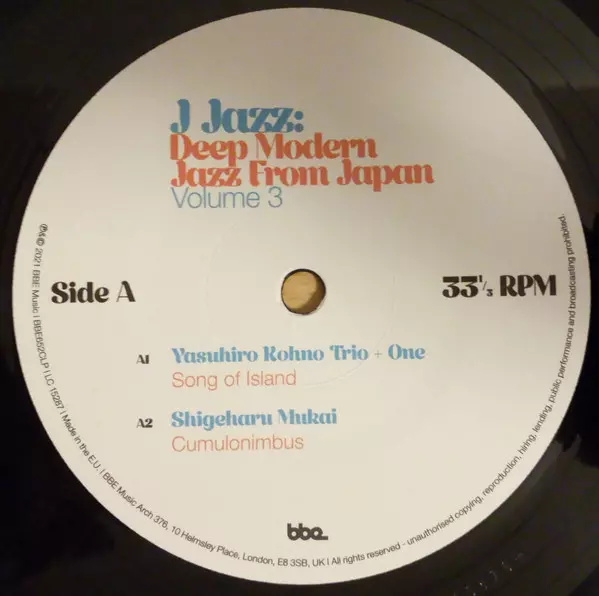 J Jazz:
Deep Modern
Jazz From Japan
Volume 3
Side A
33⅓ RPM
A1 Yasuhiro Kohno Trio + One
Song of Island
A2 Shigeharu Mukai
Cumulonimbus
bbe
℗&© 2021 BBE Music | BBE652CLP | LC 15287 | Made in the E.U. | BBE Music Arch 376, 10 Helmsley Place, London, E8 3SB, UK | All rights reserved - unauthorised copying, reproduction, hiring, lending, public performance and broadcasting prohibited.